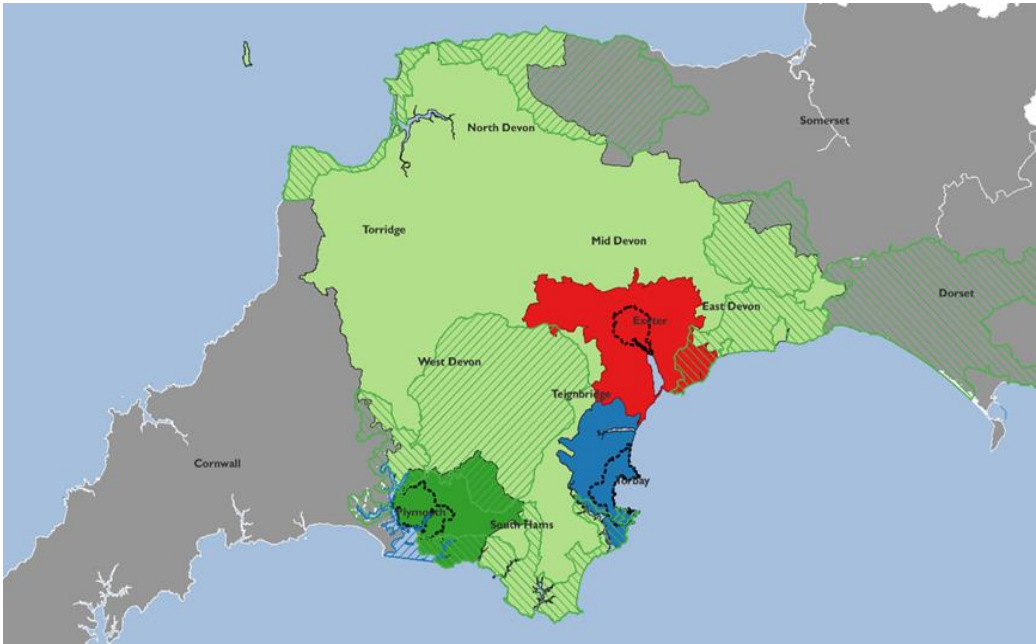 North Devon
Somerset
Torridge
Mid Devon
Dorset
East Devon
Exeter
West Devon
Teignbridge
Cornwall
Torbay
Plymouth
South Hams